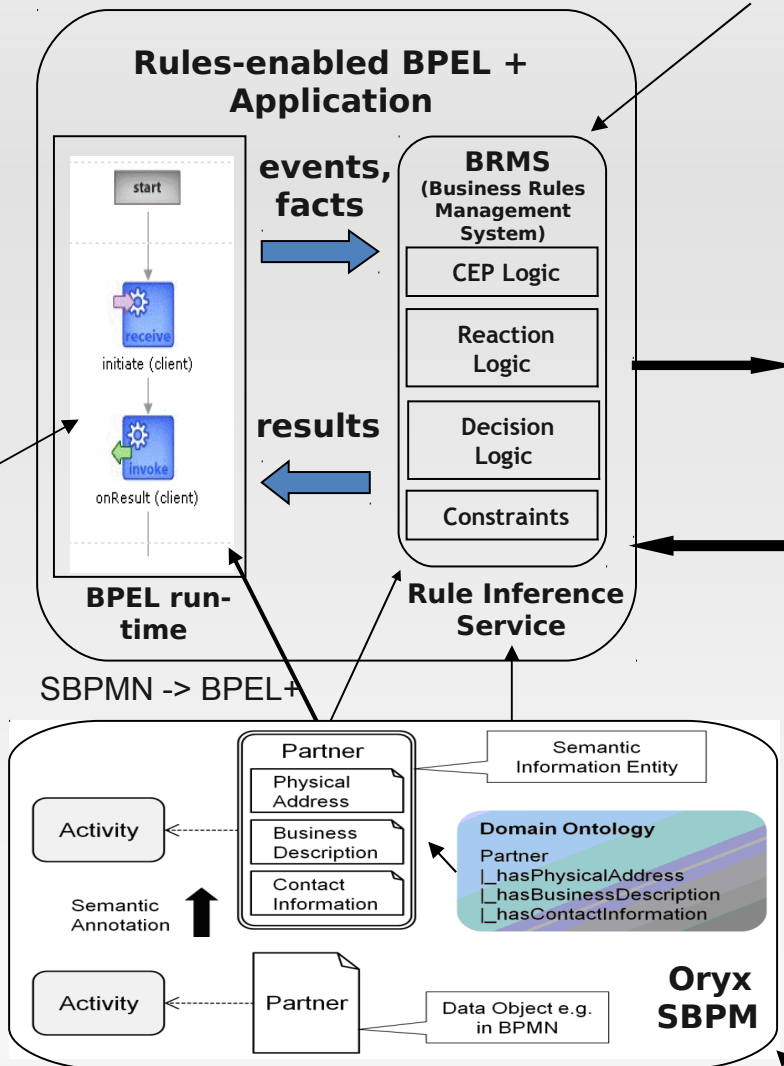 Rules-enabled BPEL +
Application
start
receive
initiate (client)
invoke
onResult (client)
BPEL run-
time
events,
facts
results
BRMS
(Business Rules
Management
System)
CEP Logic
Reaction
Logic
Decision
Logic
Constraints
Rule Inference
Service
SBPMN -> BPEL+
Partner
Physical
Address
Business
Description
Contact
Information
Semantic
Information Entity
Activity
Domain Ontology
Partner
|_hasPhysicalAddress
|_hasBusinessDescription
|_hasContactInformation
Semantic
Annotation
Activity
Partner
Data Object e.g.
in BPMN
Oryx
SBPM